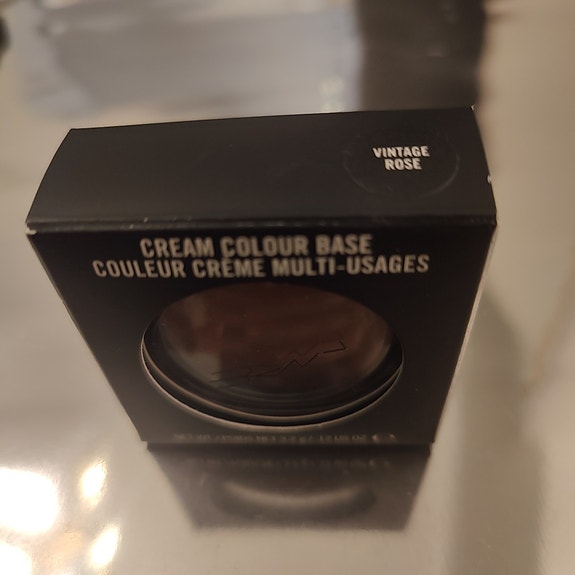 VINTAGE
ROSE
CREAM COLOUR BASE
COULEUR CRÈME MULTI-USAGES